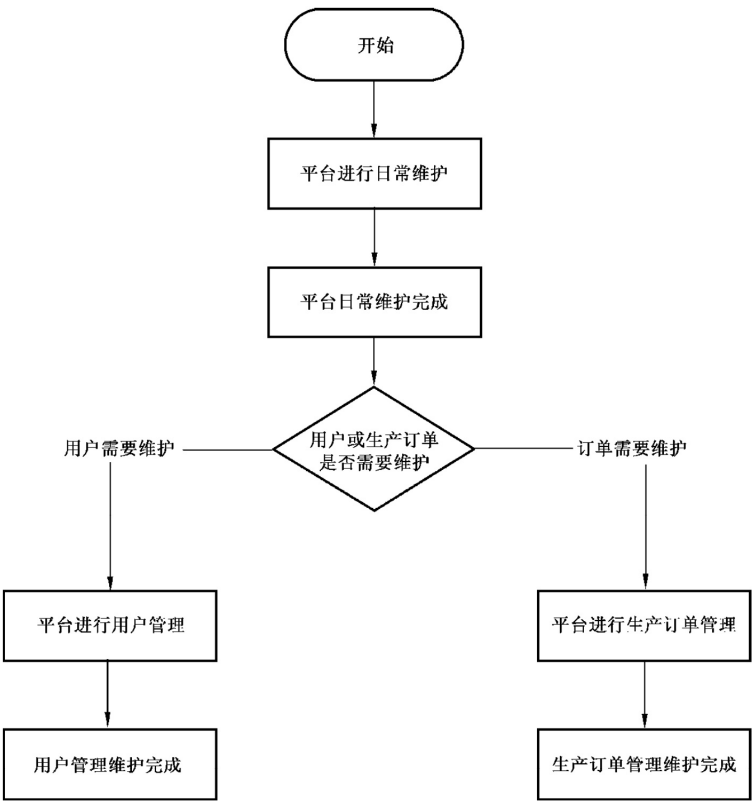 开始
平台进行日常维护
平台日常维护完成
用户或生产订单
是否需要维护
用户需要维护
订单需要维护
平台进行用户管理
平台进行生产订单管理
用户管理维护完成
生产订单管理维护完成